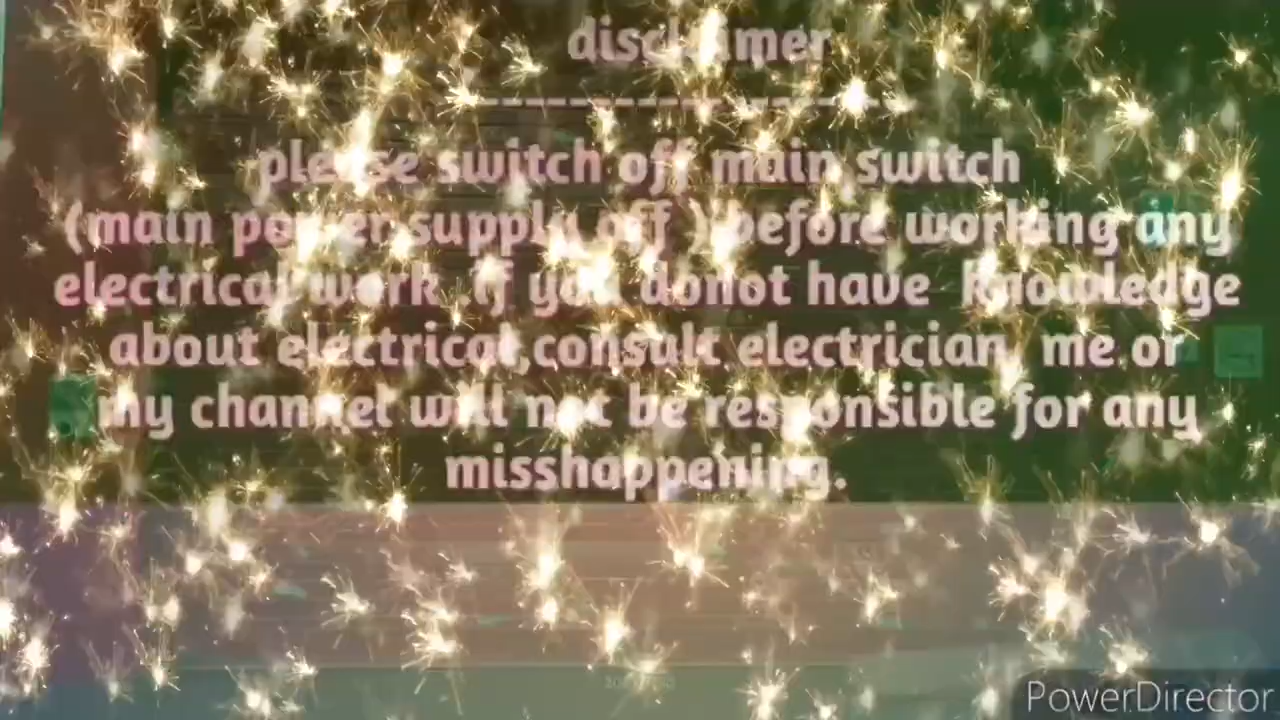 disclaimer
----------------------
please switch off main switch
(main power supply off ) before working any
electrical work .if you donot have knowledge
about electrical,consult electrician me or
my channel will not be responsible for any
misshappening.
PowerDirector